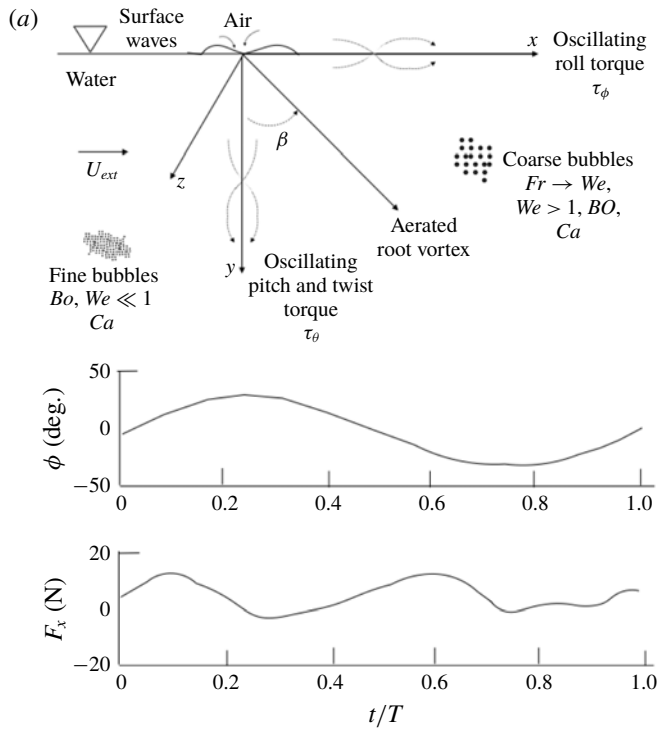 (a)
Surface
waves
Air
Water
x
Oscillating
roll torque
τϕ
β
U_ext
z
Coarse bubbles
Fr → We,
We > 1, BO,
Ca
Aerated
root vortex
Fine bubbles
Bo, We ≪ 1
Ca
y
Oscillating
pitch and twist
torque
τθ
50
0
−50
ϕ (deg.)
0 0.2 0.4 0.6 0.8 1.0
20
0
−20
F_x (N)
0 0.2 0.4 0.6 0.8 1.0
t/T